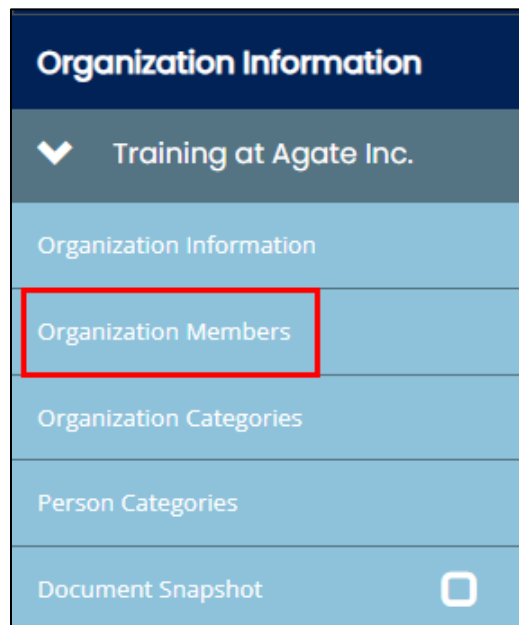 Organization Information
Training at Agate Inc.
Organization Information
Organization Members
Organization Categories
Person Categories
Document Snapshot